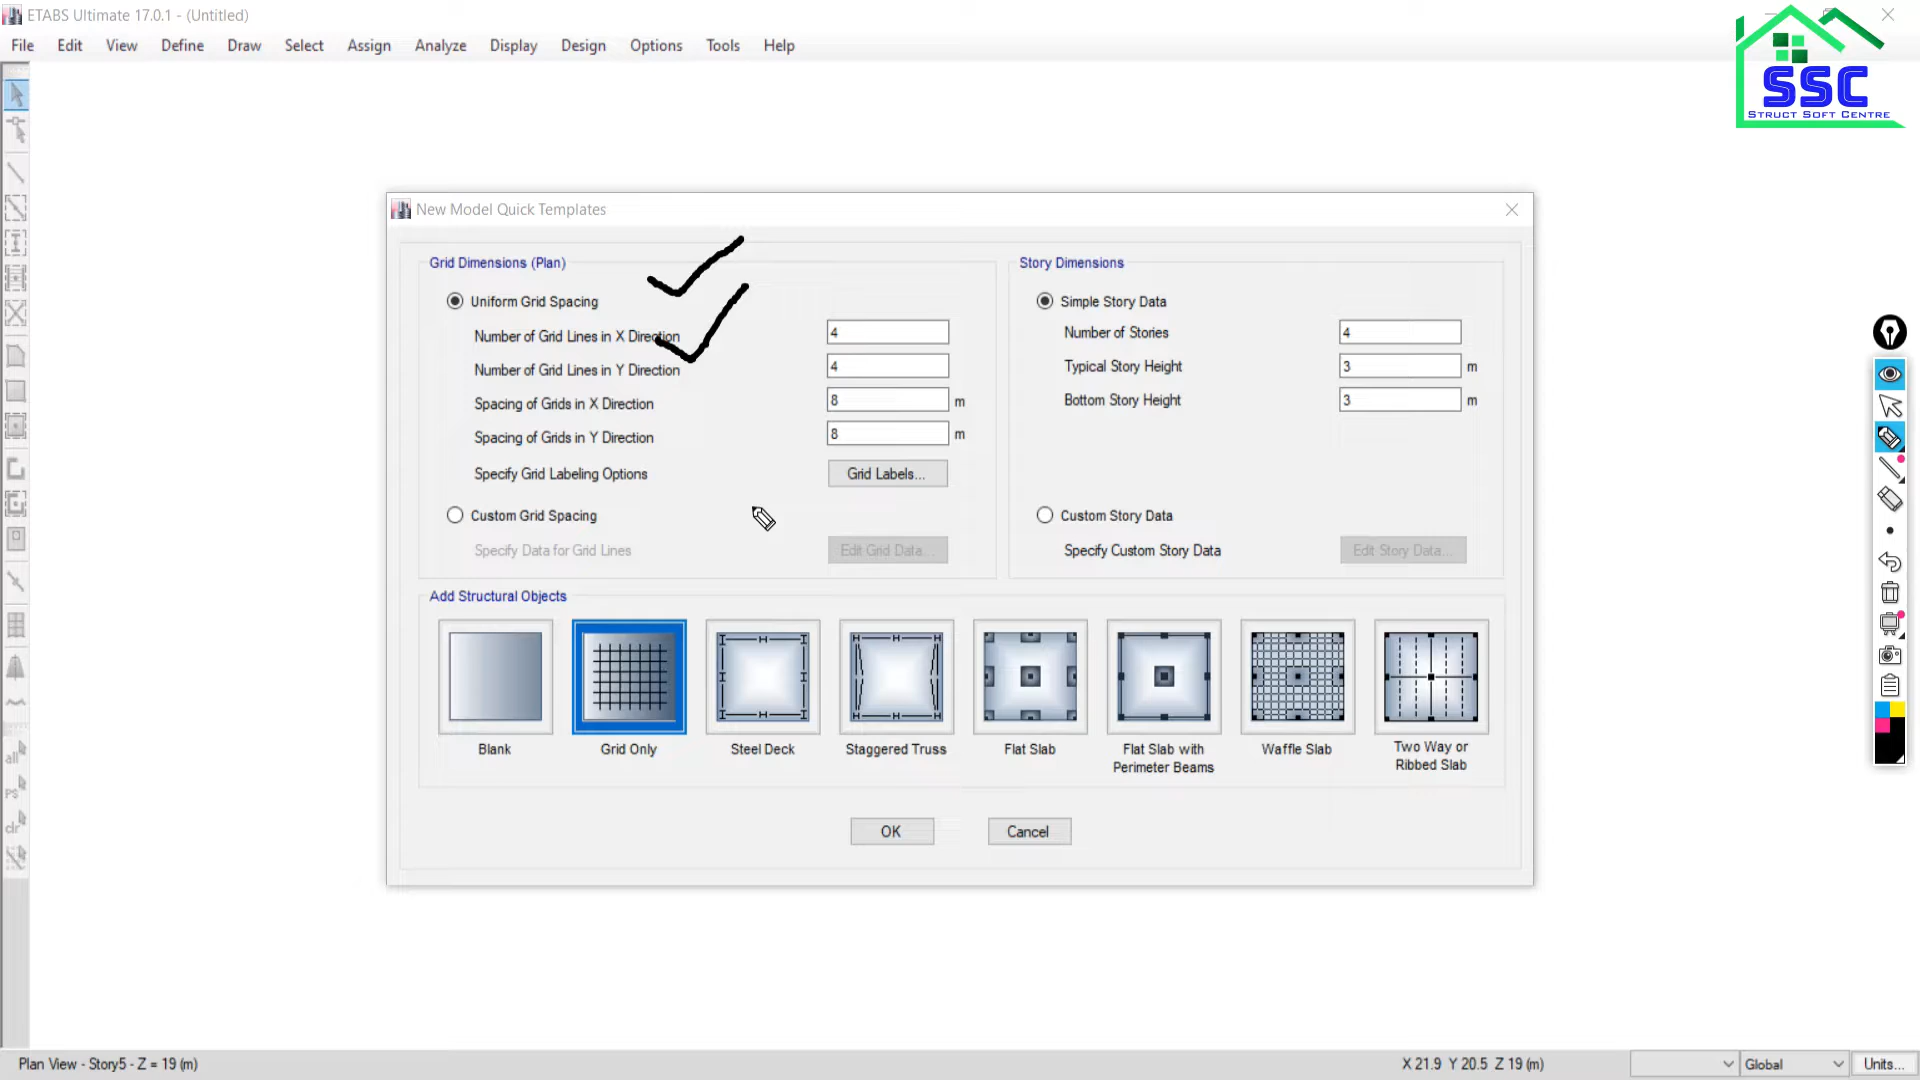 ETABS Ultimate 17.0.1 - (Untitled)
File Edit View Define Draw Select Assign Analyze Display Design Options Tools Help
SSC
STRUCT SOFT CENTRE
New Model Quick Templates
Grid Dimensions (Plan)
Uniform Grid Spacing
Number of Grid Lines in X Direction 4
Number of Grid Lines in Y Direction 4
Spacing of Grids in X Direction 8 m
Spacing of Grids in Y Direction 8 m
Specify Grid Labeling Options Grid Labels...
Custom Grid Spacing
Specify Data for Grid Lines Edit Grid Data...
Story Dimensions
Simple Story Data
Number of Stories 4
Typical Story Height 3 m
Bottom Story Height 3 m
Custom Story Data
Specify Custom Story Data Edit Story Data...
Add Structural Objects
Blank
Grid Only
Steel Deck
Staggered Truss
Flat Slab
Flat Slab with
Perimeter Beams
Waffle Slab
Two Way or
Ribbed Slab
OK Cancel
all
PS
clr
Plan View - Story5 - Z = 19 (m)
X 21.9 Y 20.5 Z 19 (m)
Global
Units...